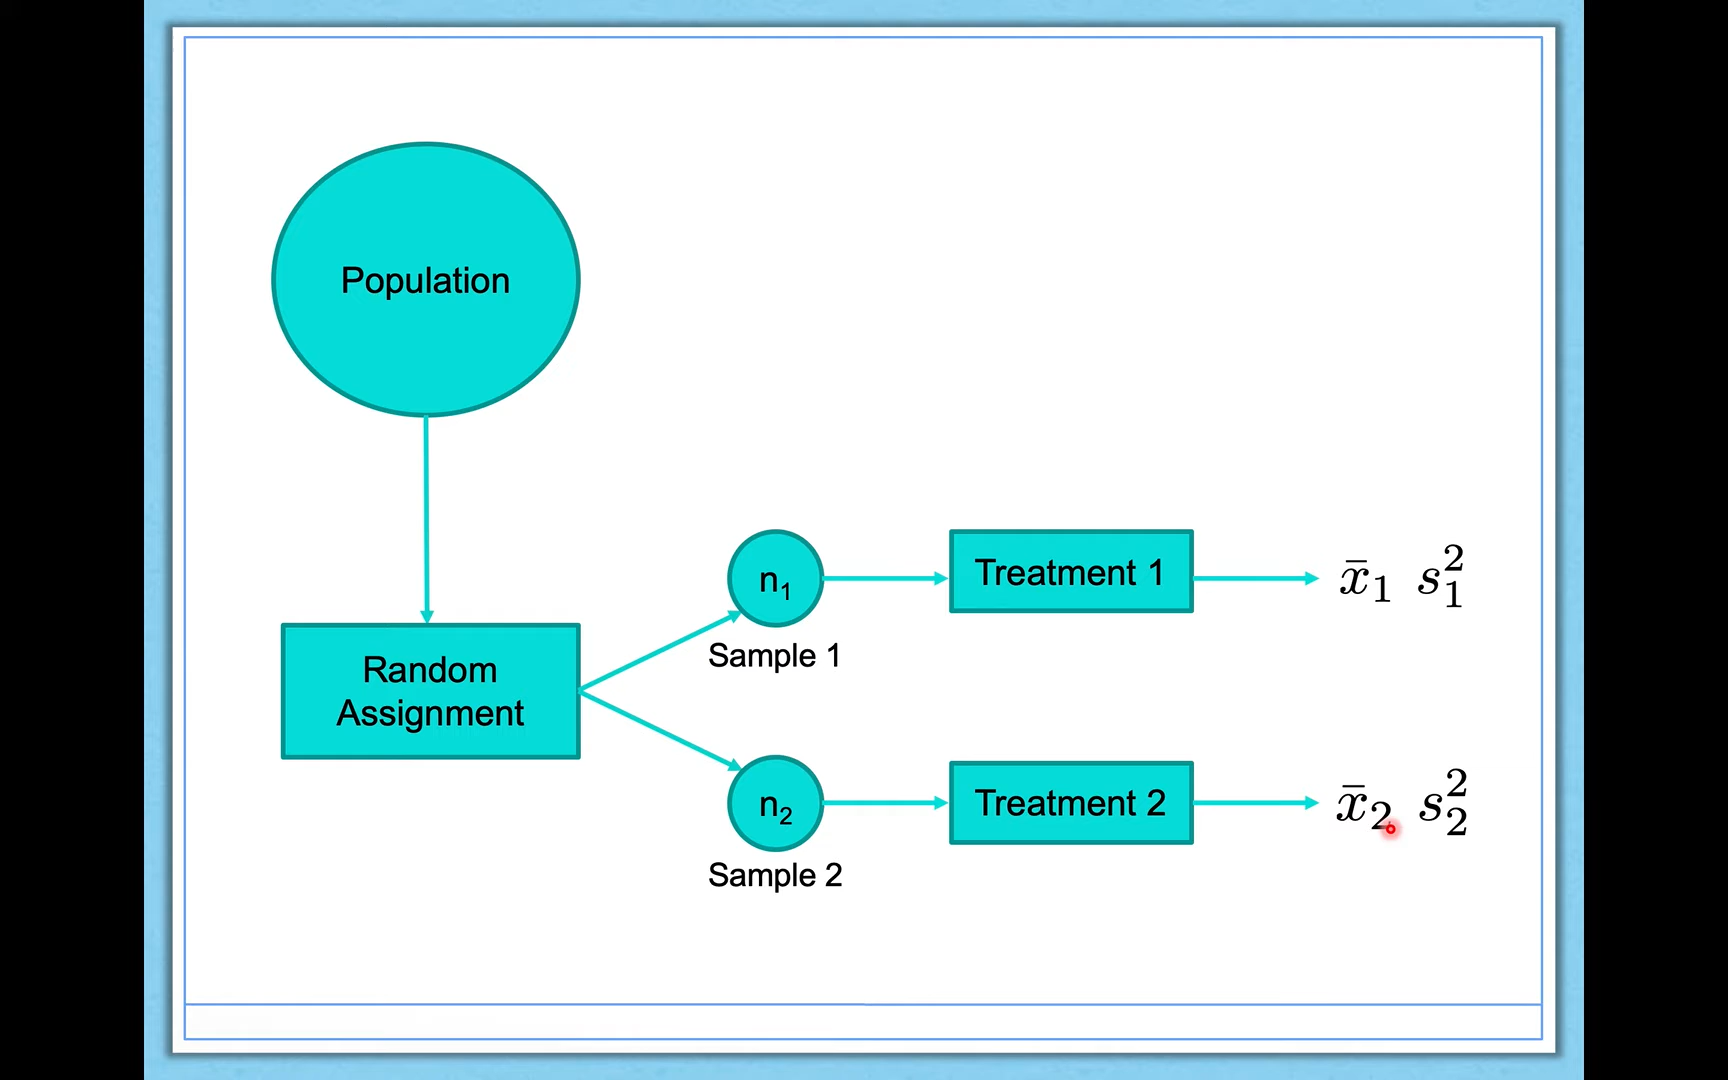 Population
Random
Assignment
n₁
Sample 1
Treatment 1
x̄₁ s₁²
n₂
Sample 2
Treatment 2
x̄₂ s₂²